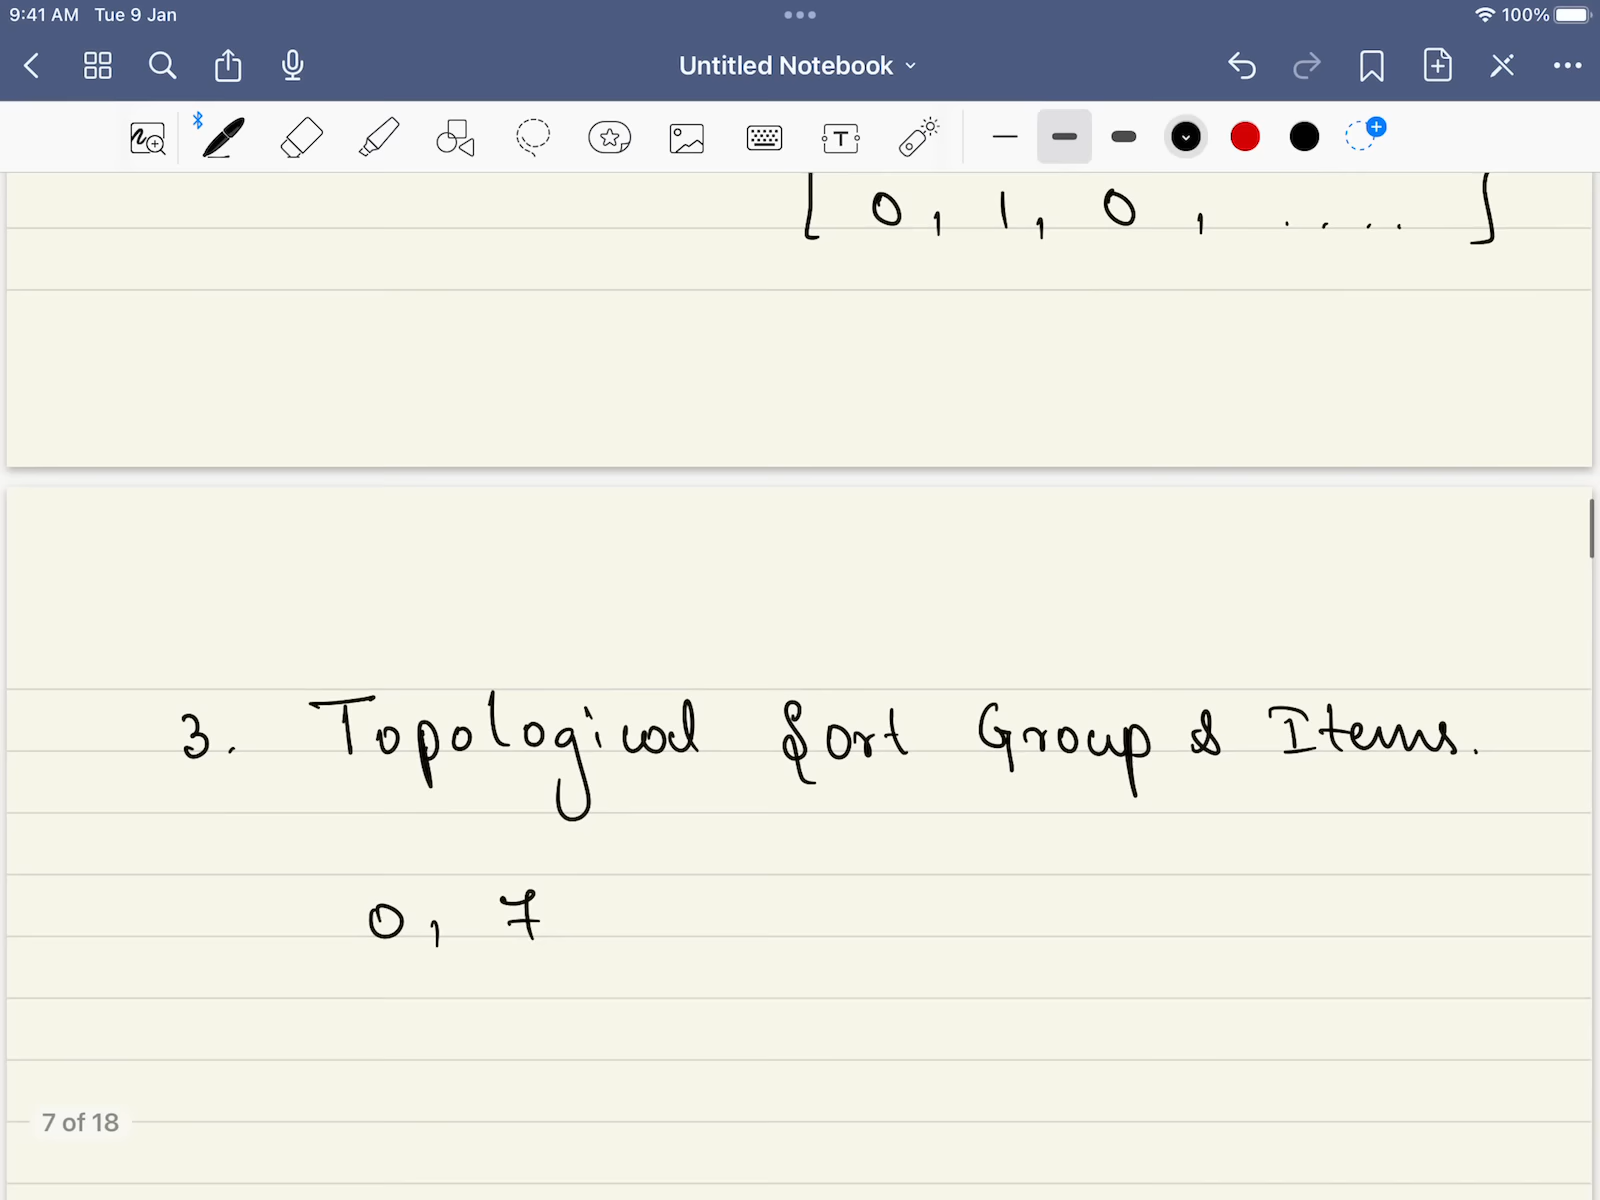 9:41 AM Tue 9 Jan
100%
Untitled Notebook
T
[ 0, 1, 0, ..... ]
3. Topological Sort Group & Items.
0, 7
7 of 18